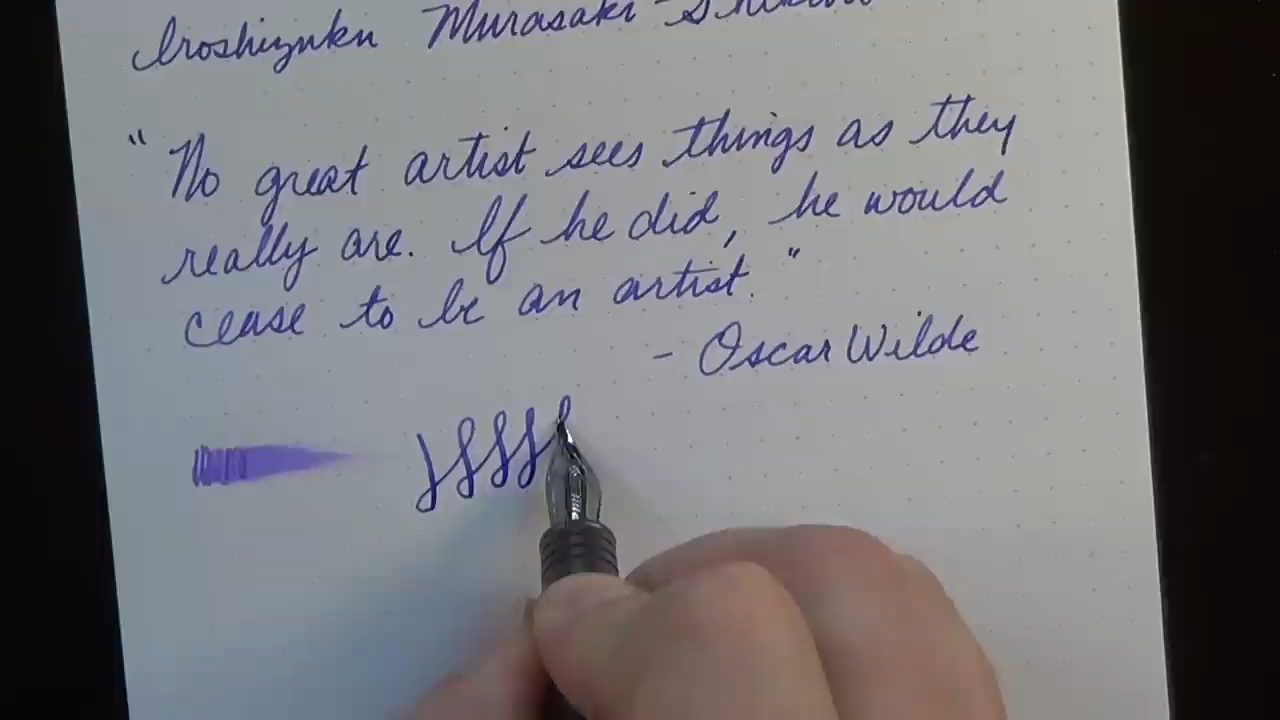 Iroshizuku Murasaki-Shikibu
"No great artist sees things as they
really are. If he did, he would
cease to be an artist."
- Oscar Wilde